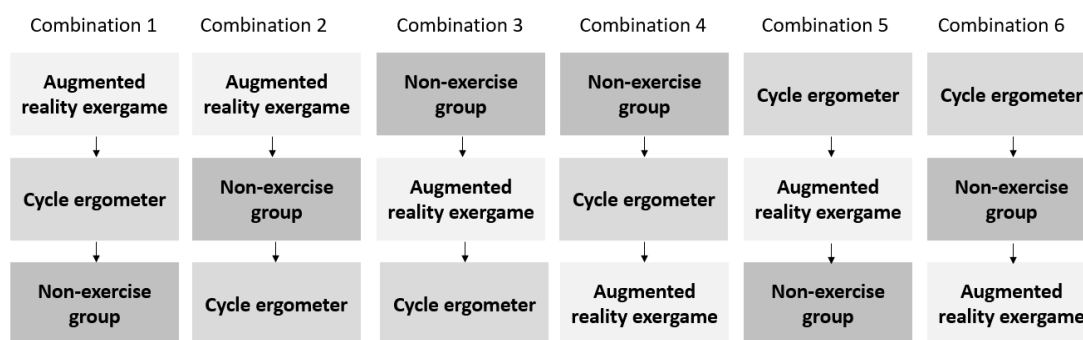 Combination 1
Combination 2
Combination 3
Combination 4
Combination 5
Combination 6
Augmented
reality exergame
Augmented
reality exergame
Non-exercise
group
Non-exercise
group
Cycle ergometer
Cycle ergometer
Cycle ergometer
Non-exercise
group
Augmented
reality exergame
Cycle ergometer
Augmented
reality exergame
Non-exercise
group
Non-exercise
group
Cycle ergometer
Cycle ergometer
Augmented
reality exergame
Non-exercise
group
Augmented
reality exergame